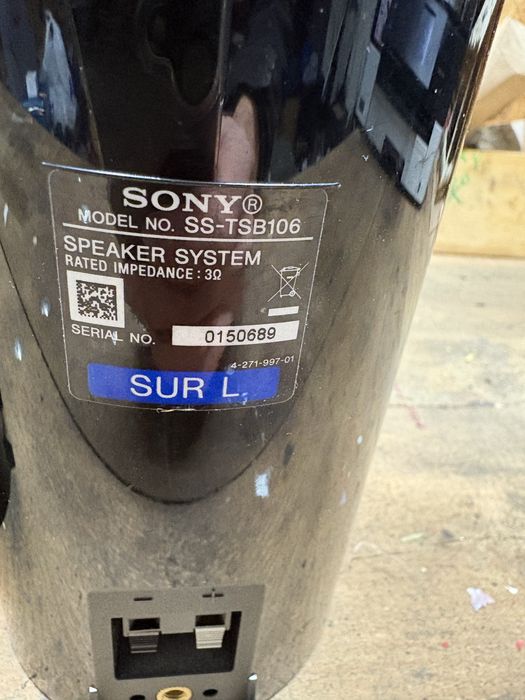 SONY®
MODEL NO. SS-TSB106
SPEAKER SYSTEM
RATED IMPEDANCE : 3Ω
SERIAL NO. 0150689
4-271-997-01
SUR L
− +